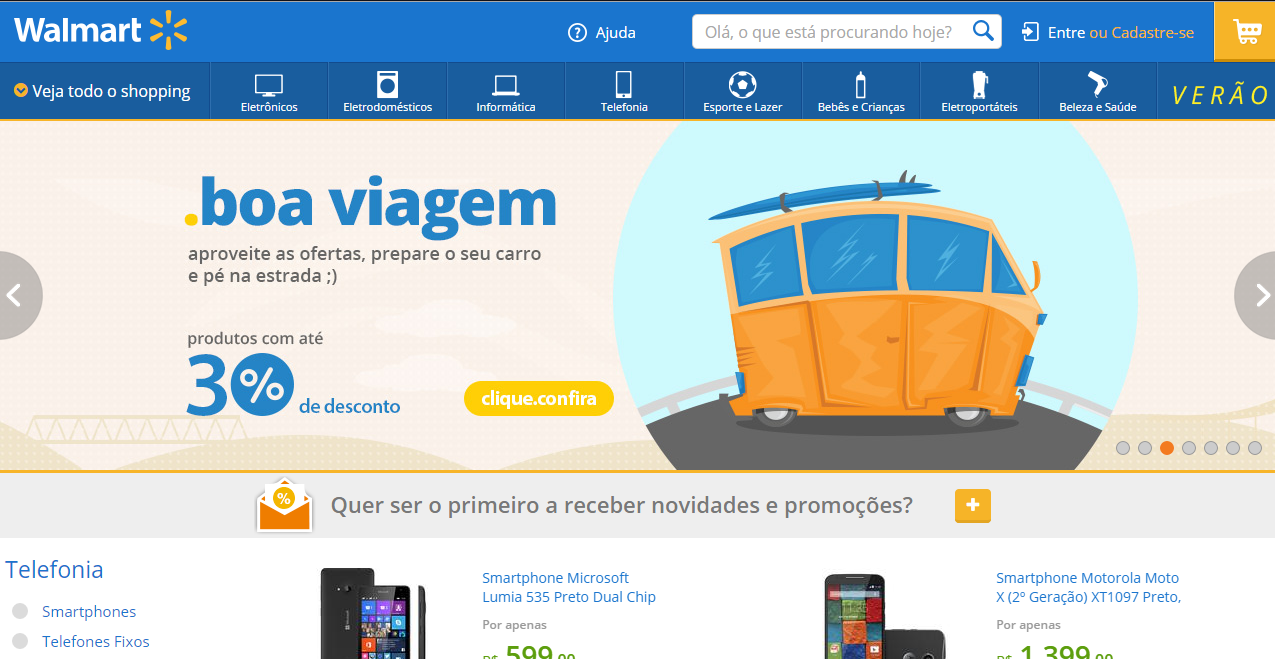 Walmart
Ajuda
Olá, o que está procurando hoje?
Entre ou Cadastre-se
Veja todo o shopping
Eletrônicos
Eletrodomésticos
Informática
Telefonia
Esporte e Lazer
Bebês e Crianças
Eletroportáteis
Beleza e Saúde
VERÃO
.boa viagem
aproveite as ofertas, prepare o seu carro
e pé na estrada ;)
produtos com até
3%
de desconto
clique.confira
%
Quer ser o primeiro a receber novidades e promoções?
+
Telefonia
Smartphones
Telefones Fixos
Smartphone Microsoft
Lumia 535 Preto Dual Chip
Por apenas
R$ 599,00
Smartphone Motorola Moto
X (2º Geração) XT1097 Preto,
Por apenas
R$ 1.399,00